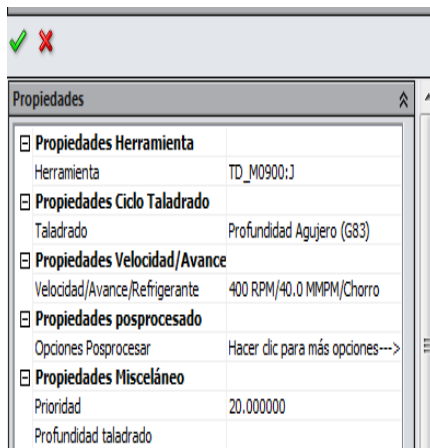 Propiedades
Propiedades Herramienta
Herramienta TD_M0900:J
Propiedades Ciclo Taladrado
Taladrado Profundidad Agujero (G83)
Propiedades Velocidad/Avance
Velocidad/Avance/Refrigerante 400 RPM/40.0 MMPM/Chorro
Propiedades posprocesado
Opciones Posprocesar Hacer clic para más opciones--->
Propiedades Misceláneo
Prioridad 20.000000
Profundidad taladrado